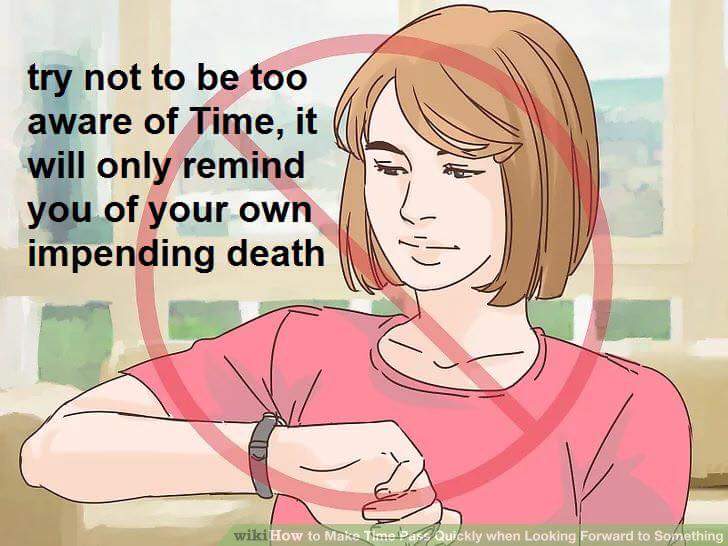 try not to be too
aware of Time, it
will only remind
you of your own
impending death
wikiHow to Make Time Pass Quickly when Looking Forward to Something